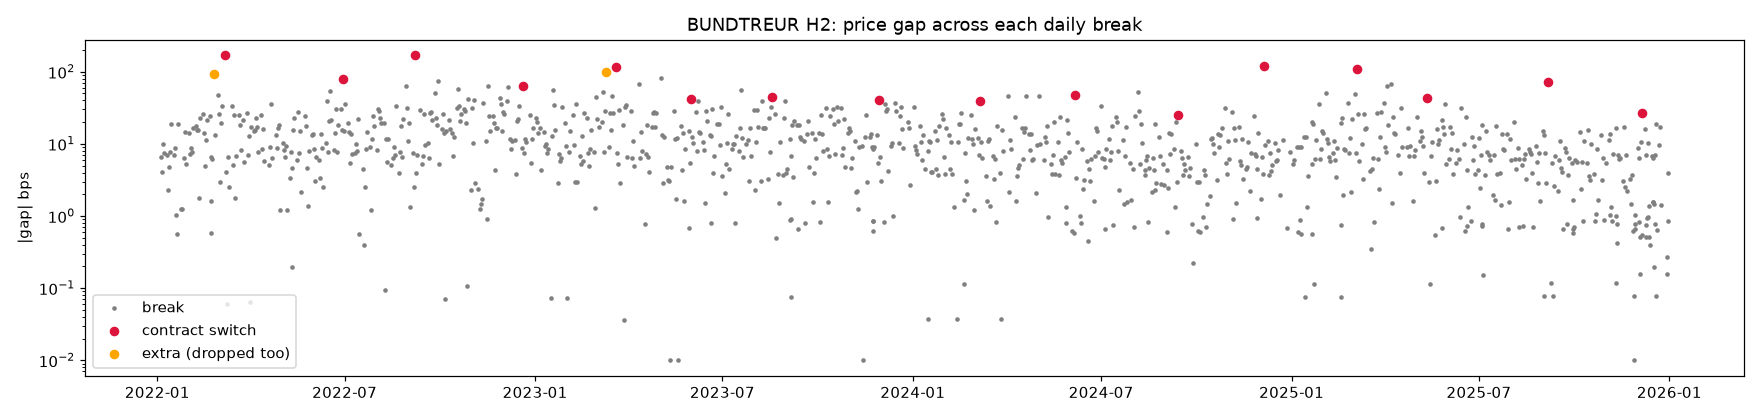 BUNDTREUR H2: price gap across each daily break
|gap| bps
10²
10¹
10⁰
10⁻¹
10⁻²
break
contract switch
extra (dropped too)
2022-01 2022-07 2023-01 2023-07 2024-01 2024-07 2025-01 2025-07 2026-01